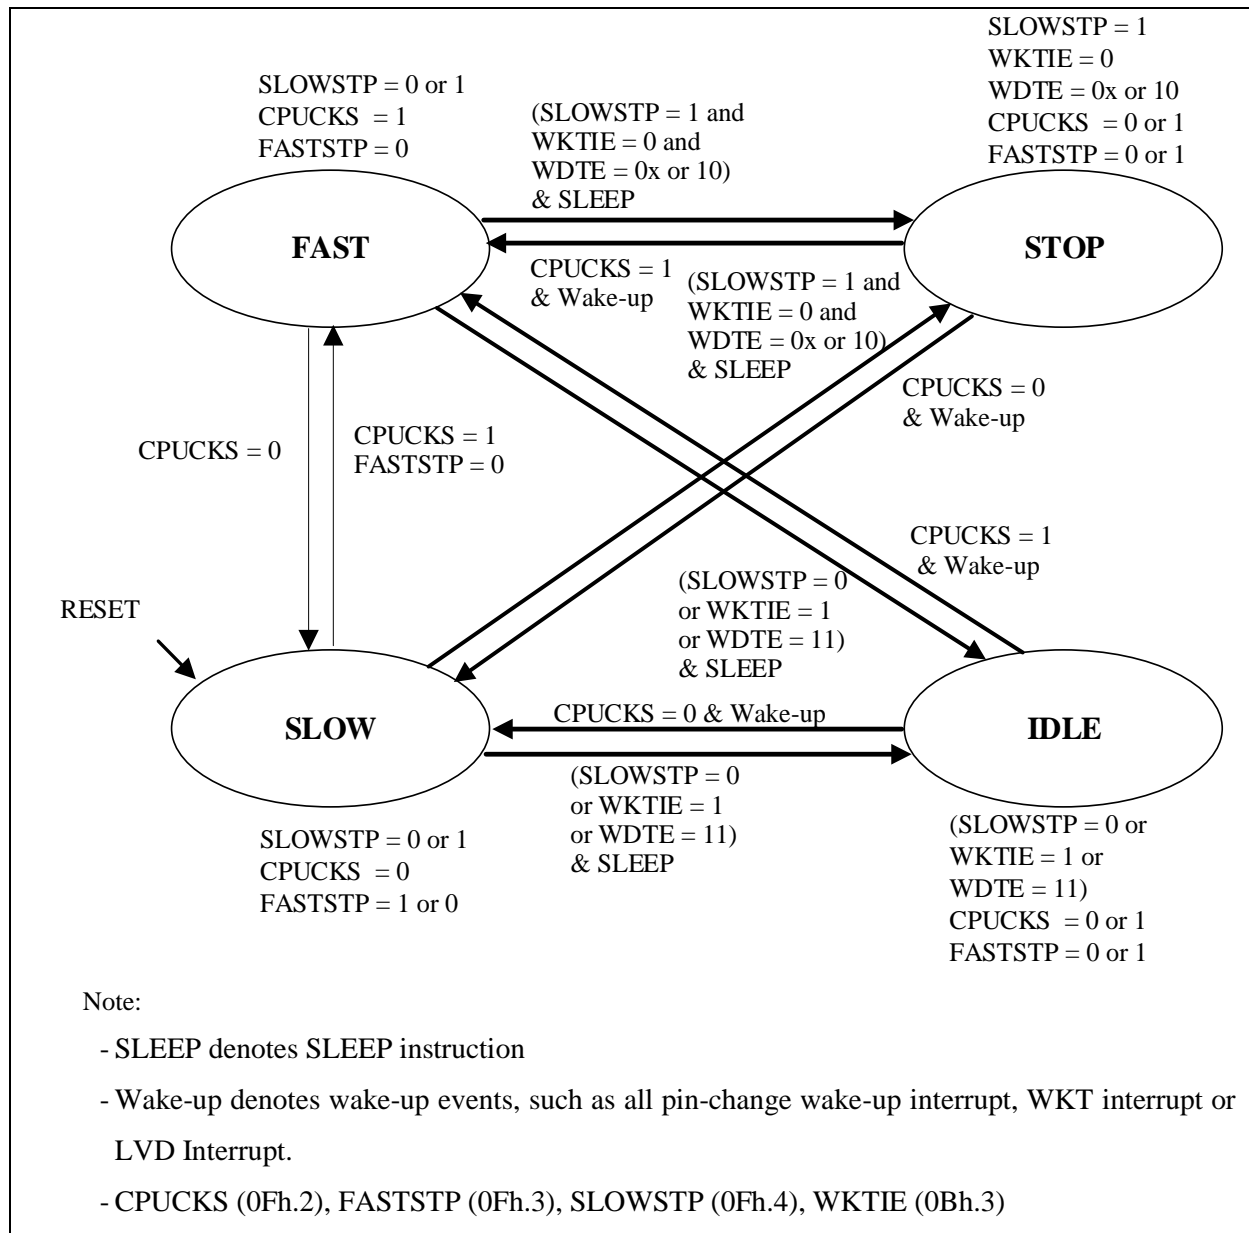 SLOWSTP = 1
WKTIE = 0
WDTE = 0x or 10
CPUCKS = 0 or 1
FASTSTP = 0 or 1
SLOWSTP = 0 or 1
CPUCKS = 1
FASTSTP = 0
(SLOWSTP = 1 and
WKTIE = 0 and
WDTE = 0x or 10)
& SLEEP
FAST
STOP
CPUCKS = 1
& Wake-up
(SLOWSTP = 1 and
WKTIE = 0 and
WDTE = 0x or 10)
& SLEEP
CPUCKS = 0
& Wake-up
CPUCKS = 0
CPUCKS = 1
FASTSTP = 0
CPUCKS = 1
& Wake-up
(SLOWSTP = 0
or WKTIE = 1
or WDTE = 11)
& SLEEP
RESET
SLOW
CPUCKS = 0 & Wake-up
IDLE
(SLOWSTP = 0
or WKTIE = 1
or WDTE = 11)
& SLEEP
SLOWSTP = 0 or 1
CPUCKS = 0
FASTSTP = 1 or 0
(SLOWSTP = 0 or
WKTIE = 1 or
WDTE = 11)
CPUCKS = 0 or 1
FASTSTP = 0 or 1
Note:
- SLEEP denotes SLEEP instruction
- Wake-up denotes wake-up events, such as all pin-change wake-up interrupt, WKT interrupt or
LVD Interrupt.
- CPUCKS (0Fh.2), FASTSTP (0Fh.3), SLOWSTP (0Fh.4), WKTIE (0Bh.3)